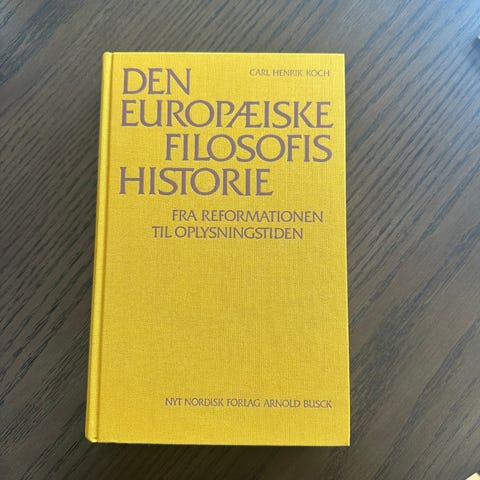 CARL HENRIK KOCH
DEN
EUROPÆISKE
FILOSOFIS
HISTORIE
FRA REFORMATIONEN
TIL OPLYSNINGSTIDEN
NYT NORDISK FORLAG ARNOLD BUSCK